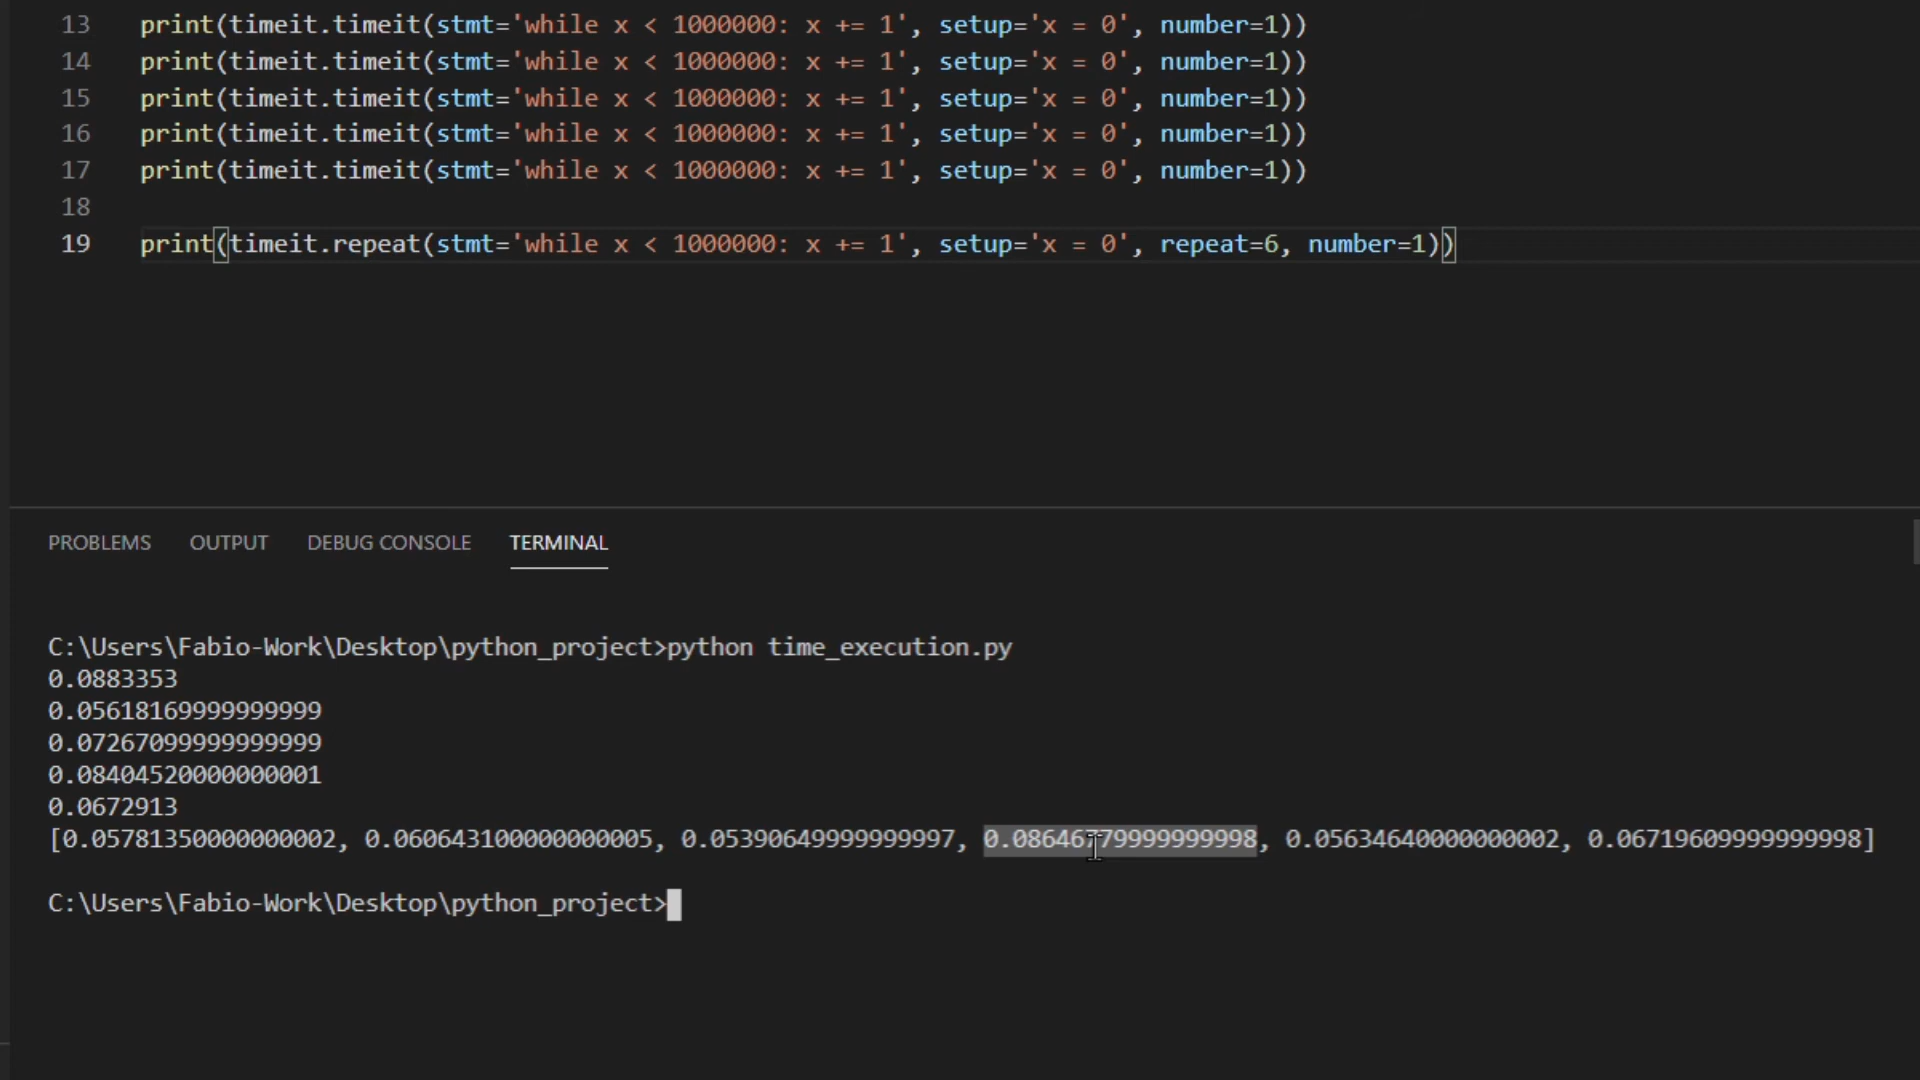 13 print(timeit.timeit(stmt='while x < 1000000: x += 1', setup='x = 0', number=1))
14 print(timeit.timeit(stmt='while x < 1000000: x += 1', setup='x = 0', number=1))
15 print(timeit.timeit(stmt='while x < 1000000: x += 1', setup='x = 0', number=1))
16 print(timeit.timeit(stmt='while x < 1000000: x += 1', setup='x = 0', number=1))
17 print(timeit.timeit(stmt='while x < 1000000: x += 1', setup='x = 0', number=1))
18
19 print(timeit.repeat(stmt='while x < 1000000: x += 1', setup='x = 0', repeat=6, number=1))
PROBLEMS OUTPUT DEBUG CONSOLE TERMINAL
C:\Users\Fabio-Work\Desktop\python_project>python time_execution.py
0.0883353
0.05618169999999999
0.07267099999999999
0.08404520000000001
0.0672913
[0.05781350000000002, 0.060643100000000005, 0.05390649999999997, 0.08646779999999998, 0.05634640000000002, 0.06719609999999998]
C:\Users\Fabio-Work\Desktop\python_project>